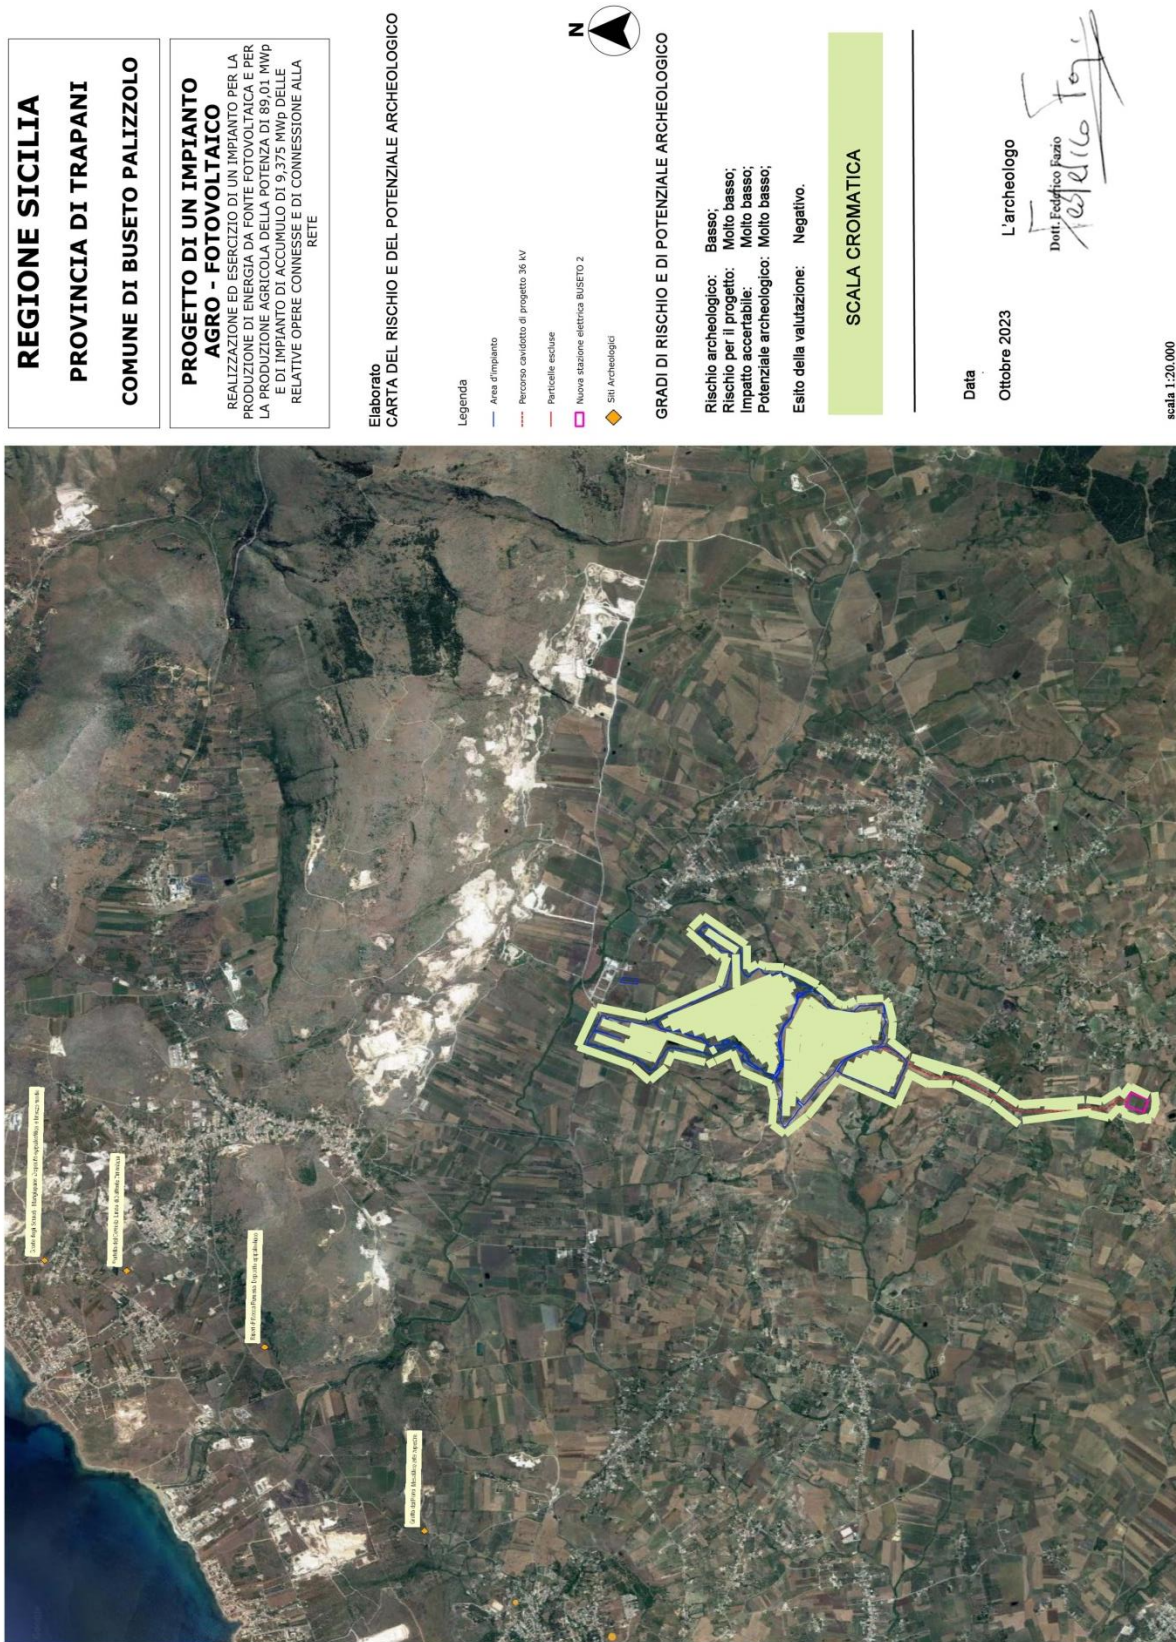 REGIONE SICILIA
PROVINCIA DI TRAPANI
COMUNE DI BUSETO PALIZZOLO
PROGETTO DI UN IMPIANTO
AGRO - FOTOVOLTAICO
REALIZZAZIONE ED ESERCIZIO DI UN IMPIANTO PER LA
PRODUZIONE DI ENERGIA DA FONTE FOTOVOLTAICA E PER
LA PRODUZIONE AGRICOLA DELLA POTENZA DI 89,01 MWp
E DI IMPIANTO DI ACCUMULO DI 9,375 MWp DELLE
RELATIVE OPERE CONNESSE E DI CONNESSIONE ALLA
RETE
Elaborato
CARTA DEL RISCHIO E DEL POTENZIALE ARCHEOLOGICO
N
Legenda
Area d'impianto
Percorso cavidotto di progetto 36 kV
Particelle escluse
Nuova stazione elettrica BUSETO 2
Siti Archeologici
GRADI DI RISCHIO E DI POTENZIALE ARCHEOLOGICO
Rischio archeologico: Basso;
Rischio per il progetto: Molto basso;
Impatto accertabile: Molto basso;
Potenziale archeologico: Molto basso;
Esito della valutazione: Negativo.
SCALA CROMATICA
Data
Ottobre 2023
L'archeologo
Dott. Federico Fazio
scala 1:20.000